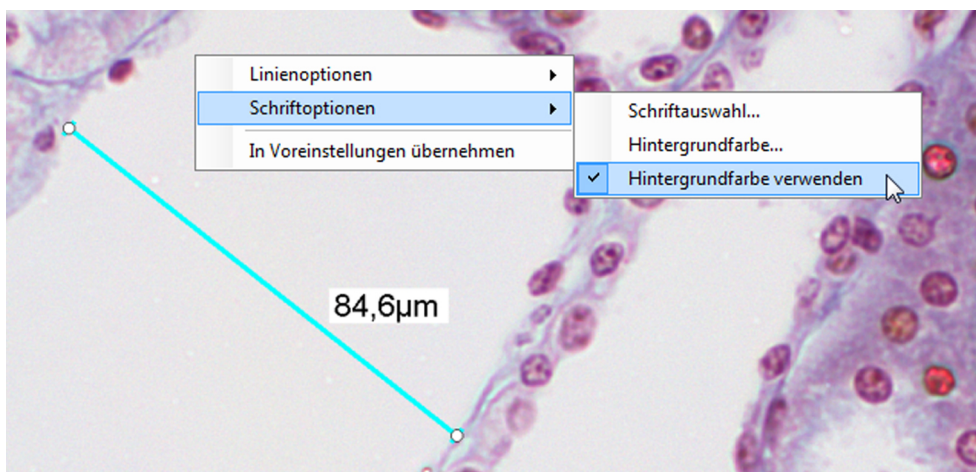 Linienoptionen
Schriftoptionen
In Voreinstellungen übernehmen
Schriftauswahl...
Hintergrundfarbe...
Hintergrundfarbe verwenden
84,6µm